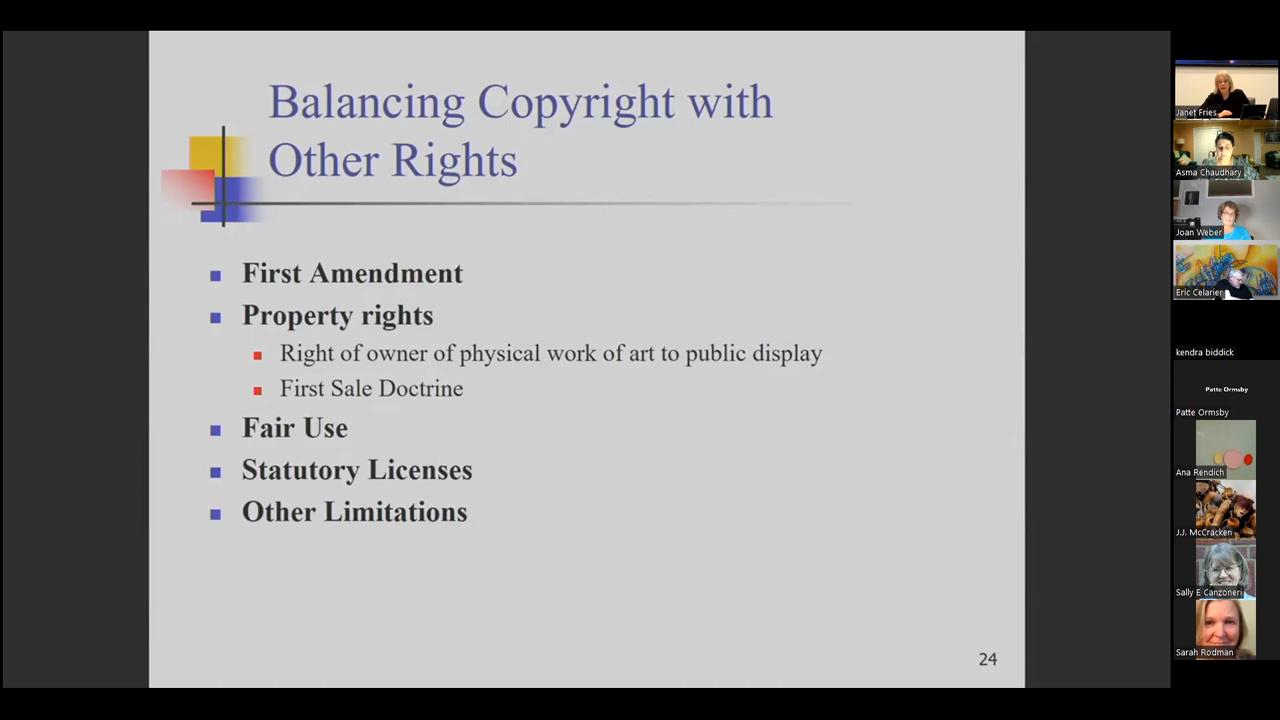 Balancing Copyright with
Other Rights
First Amendment
Property rights
Right of owner of physical work of art to public display
First Sale Doctrine
Fair Use
Statutory Licenses
Other Limitations
24
Janet Fries
Asma Chaudhary
Joan Weber
Eric Celarier
kendra biddick
Patte Ormsby
Patte Ormsby
Ana Rendich
J.J. McCracken
Sally E Canzoneri
Sarah Rodman